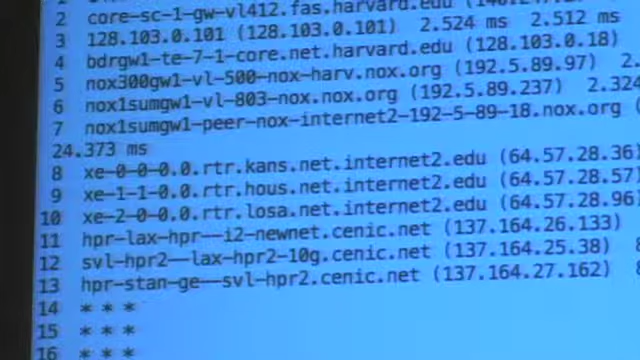 2 core-sc-1-gw-vl412.fas.harvard.edu
3 128.103.0.101 (128.103.0.101) 2.524 ms 2.512 ms
4 bdrgw1-te-7-1-core.net.harvard.edu (128.103.0.18)
5 nox300gw1-vl-500-nox-harv.nox.org (192.5.89.97) 2.
6 nox1sumgw1-vl-803-nox.nox.org (192.5.89.237) 2.324
7 nox1sumgw1-peer-nox-internet2-192-5-89-18.nox.org (
24.373 ms
8 xe-0-0-0.0.rtr.kans.net.internet2.edu (64.57.28.36)
9 xe-1-1-0.0.rtr.hous.net.internet2.edu (64.57.28.57)
10 xe-2-0-0.0.rtr.losa.net.internet2.edu (64.57.28.96)
11 hpr-lax-hpr--i2-newnet.cenic.net (137.164.26.133)
12 svl-hpr2--lax-hpr2-10g.cenic.net (137.164.25.38) 8
13 hpr-stan-ge--svl-hpr2.cenic.net (137.164.27.162) 8
14 * * *
15 * * *
16 * * *